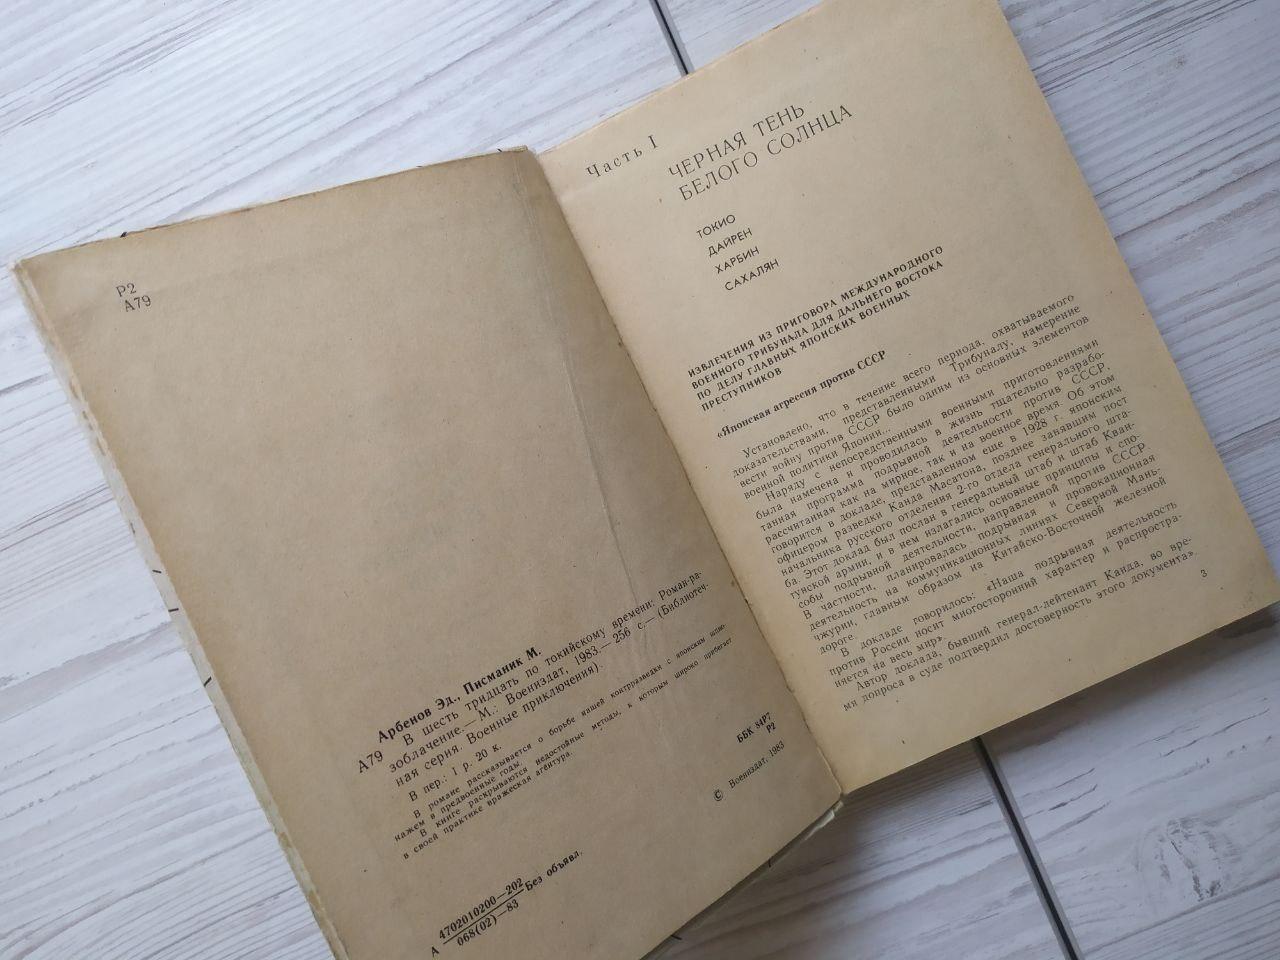 Р2
А79
Арбенов Эд., Писманик М.
А79 В шесть тридцать по токийскому времени: Роман-ра-
зоблачение.— М.: Воениздат, 1983.— 256 с.— (Библиотеч-
ная серия. Военные приключения).
В пер.: 1 р. 20 к.
В романе рассказывается о борьбе нашей контрразведки с японским шпио-
нажем в предвоенные годы.
В книге раскрываются недостойные методы, к которым широко прибегает
в своей практике вражеская агентура.
А 4702010200—202
068(02)—83 Без объявл.
ББК 84Р7
Р2
© Воениздат, 1983
Часть I
ЧЕРНАЯ ТЕНЬ
БЕЛОГО СОЛНЦА
ТОКИО
ДАЙРЕН
ХАРБИН
САХАЛЯН
ИЗВЛЕЧЕНИЯ ИЗ ПРИГОВОРА МЕЖДУНАРОДНОГО
ВОЕННОГО ТРИБУНАЛА ДЛЯ ДАЛЬНЕГО ВОСТОКА
ПО ДЕЛУ ГЛАВНЫХ ЯПОНСКИХ ВОЕННЫХ
ПРЕСТУПНИКОВ
«Японская агрессия против СССР
Установлено, что в течение всего периода, охватываемого
доказательствами, представленными Трибуналу, намерение
вести войну против СССР было одним из основных элементов
военной политики Японии...
Наряду с непосредственными военными приготовлениями
была намечена и проводилась в жизнь тщательно разрабо-
танная программа подрывной деятельности против СССР,
рассчитанная как на мирное, так и на военное время. Об этом
говорится в докладе, представленном еще в 1928 г. японским
офицером разведки Канда Масатонэ, позднее занявшим пост
начальника русского отделения 2-го отдела генерального шта-
ба. Этот доклад был послан в генеральный штаб и штаб Кван-
тунской армии, и в нем излагались основные принципы и спо-
собы подрывной деятельности, направленной против СССР.
В частности, планировалась подрывная и провокационная
деятельность на коммуникационных линиях Северной Мань-
чжурии, главным образом на Китайско-Восточной железной
дороге.
В докладе говорилось: «Наша подрывная деятельность
против России носит многосторонний характер и распростра-
няется на весь мир».
Автор доклада, бывший генерал-лейтенант Канда, во вре-
мя допроса в суде подтвердил достоверность этого документа».
3